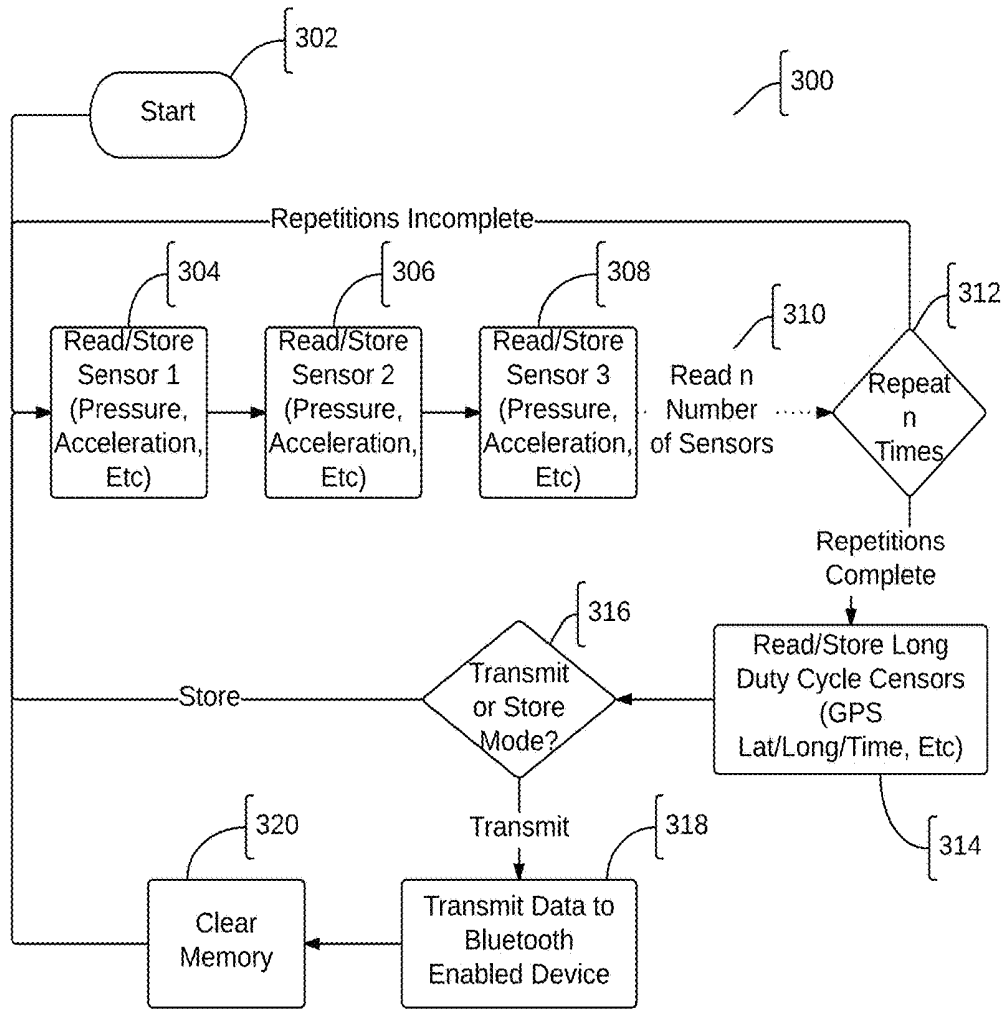 302
Start
300
Repetitions Incomplete
304
306
308
310
312
Read/Store
Sensor 1
(Pressure,
Acceleration,
Etc)
Read/Store
Sensor 2
(Pressure,
Acceleration,
Etc)
Read/Store
Sensor 3
(Pressure,
Acceleration,
Etc)
Read n
Number
of Sensors
Repeat
n
Times
Repetitions
Complete
316
Transmit
or Store
Mode?
Read/Store Long
Duty Cycle Censors
(GPS
Lat/Long/Time, Etc)
Store
314
Transmit
320
318
Clear
Memory
Transmit Data to
Bluetooth
Enabled Device